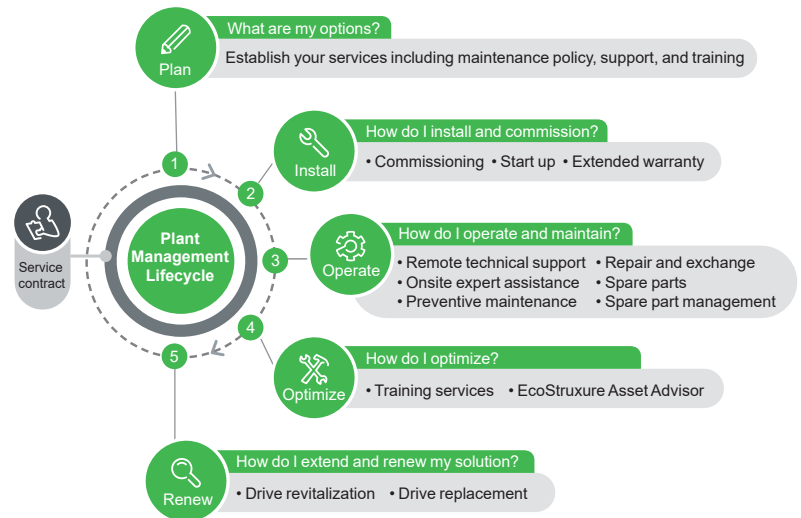 What are my options?
Establish your services including maintenance policy, support, and training
Plan
1
How do I install and commission?
• Commissioning • Start up • Extended warranty
Install
2
Plant
Management
Lifecycle
Service
contract
3
How do I operate and maintain?
• Remote technical support • Repair and exchange
• Onsite expert assistance • Spare parts
• Preventive maintenance • Spare part management
Operate
4
How do I optimize?
• Training services • EcoStruxure Asset Advisor
Optimize
5
How do I extend and renew my solution?
• Drive revitalization • Drive replacement
Renew